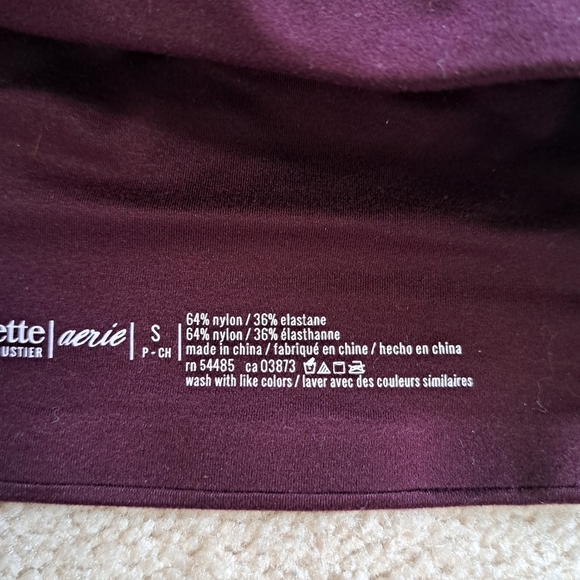 ette | aerie | S
USTIER P - CH
64% nylon / 36% elastane
64% nylon / 36% élasthanne
made in china / fabriqué en chine / hecho en china
rn 54485 ca 03873
wash with like colors / laver avec des couleurs similaires